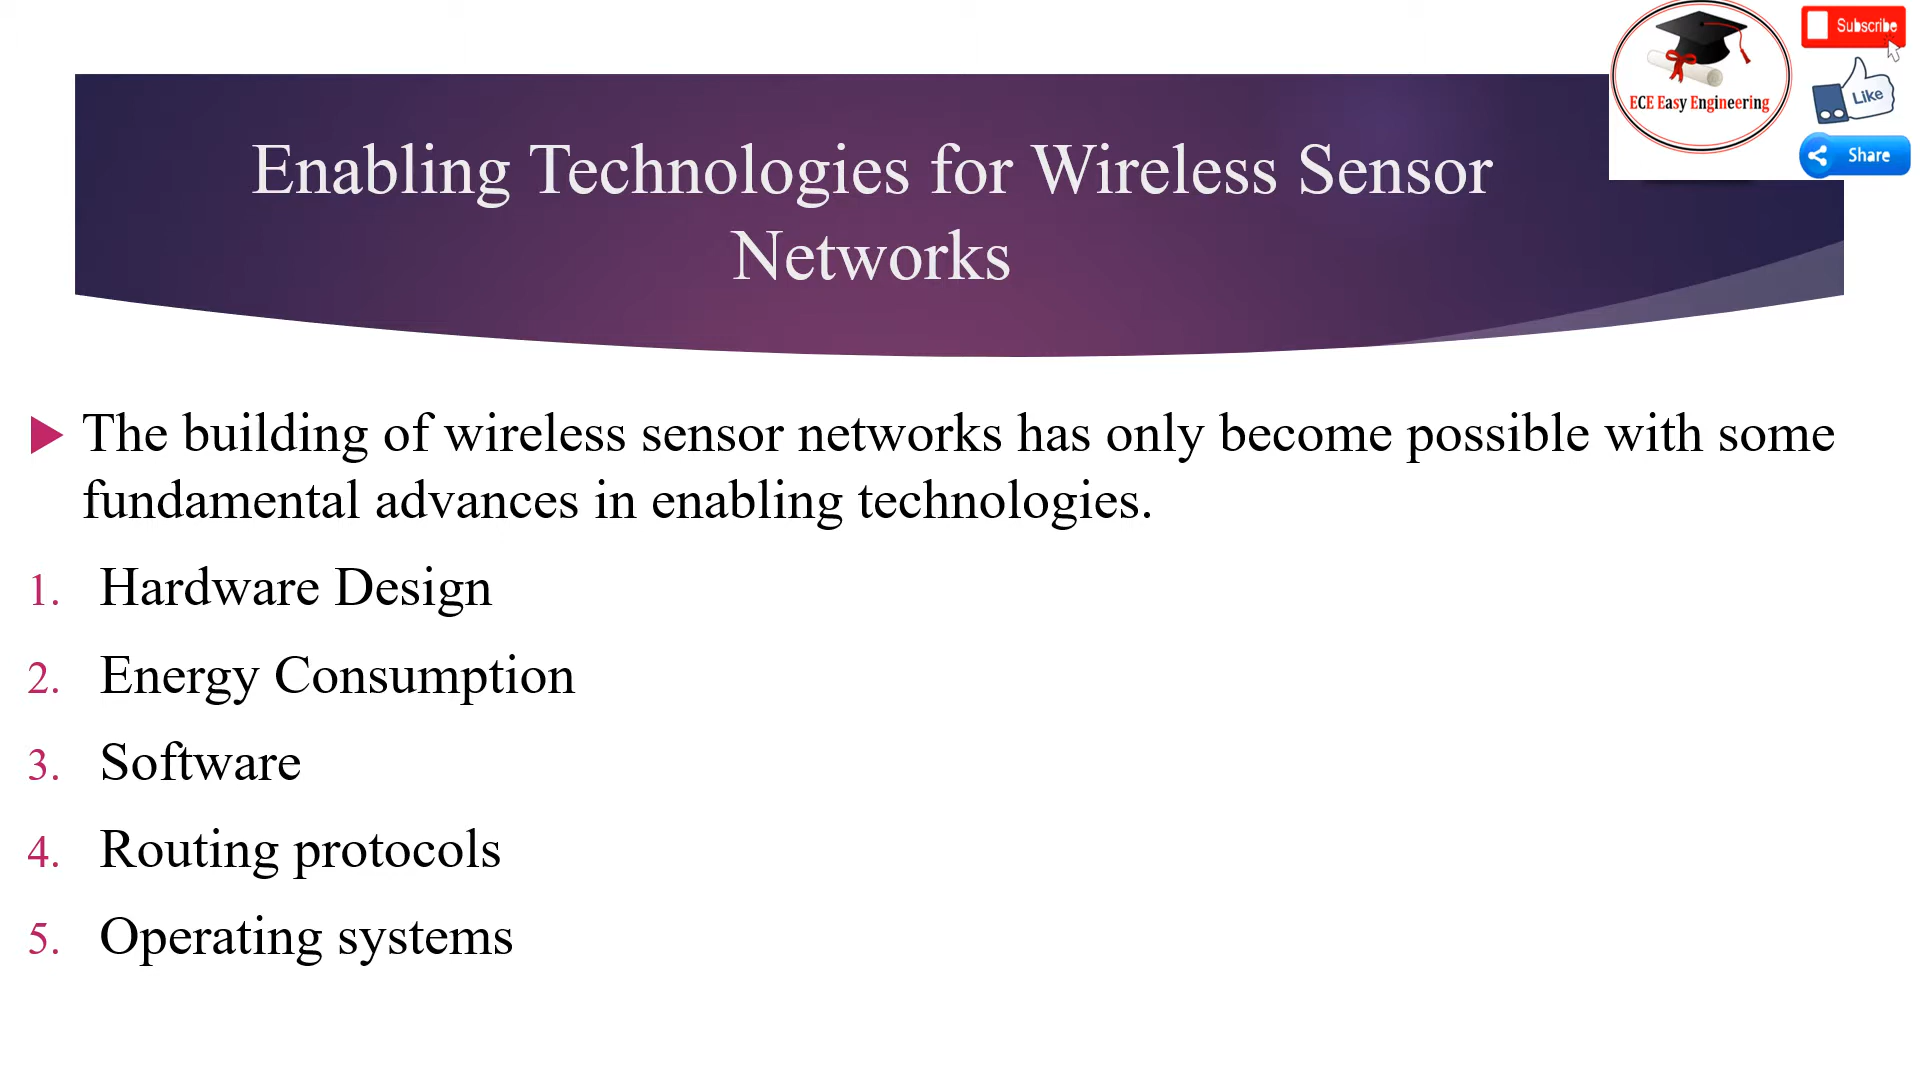 Subscribe
ECE Easy Engineering
Like
Share
Enabling Technologies for Wireless Sensor
Networks
The building of wireless sensor networks has only become possible with some
fundamental advances in enabling technologies.
1. Hardware Design
2. Energy Consumption
3. Software
4. Routing protocols
5. Operating systems